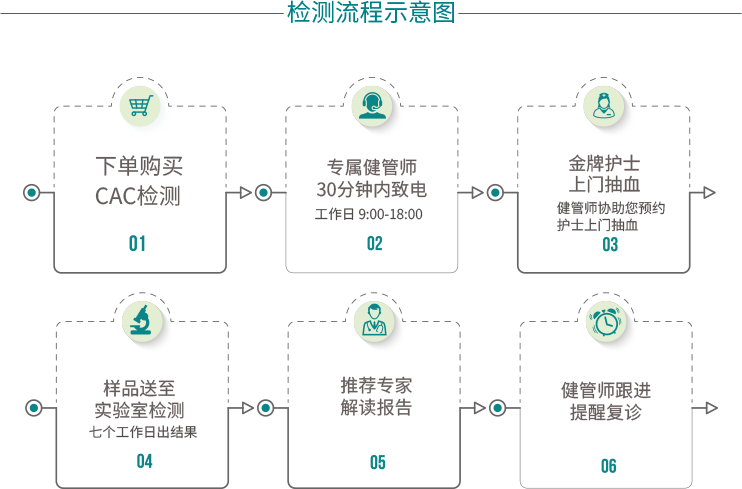 检测流程示意图
下单购买
CAC检测
01
专属健管师
30分钟内致电
工作日 9:00-18:00
02
金牌护士
上门抽血
健管师协助您预约
护士上门抽血
03
样品送至
实验室检测
七个工作日出结果
04
推荐专家
解读报告
05
健管师跟进
提醒复诊
06